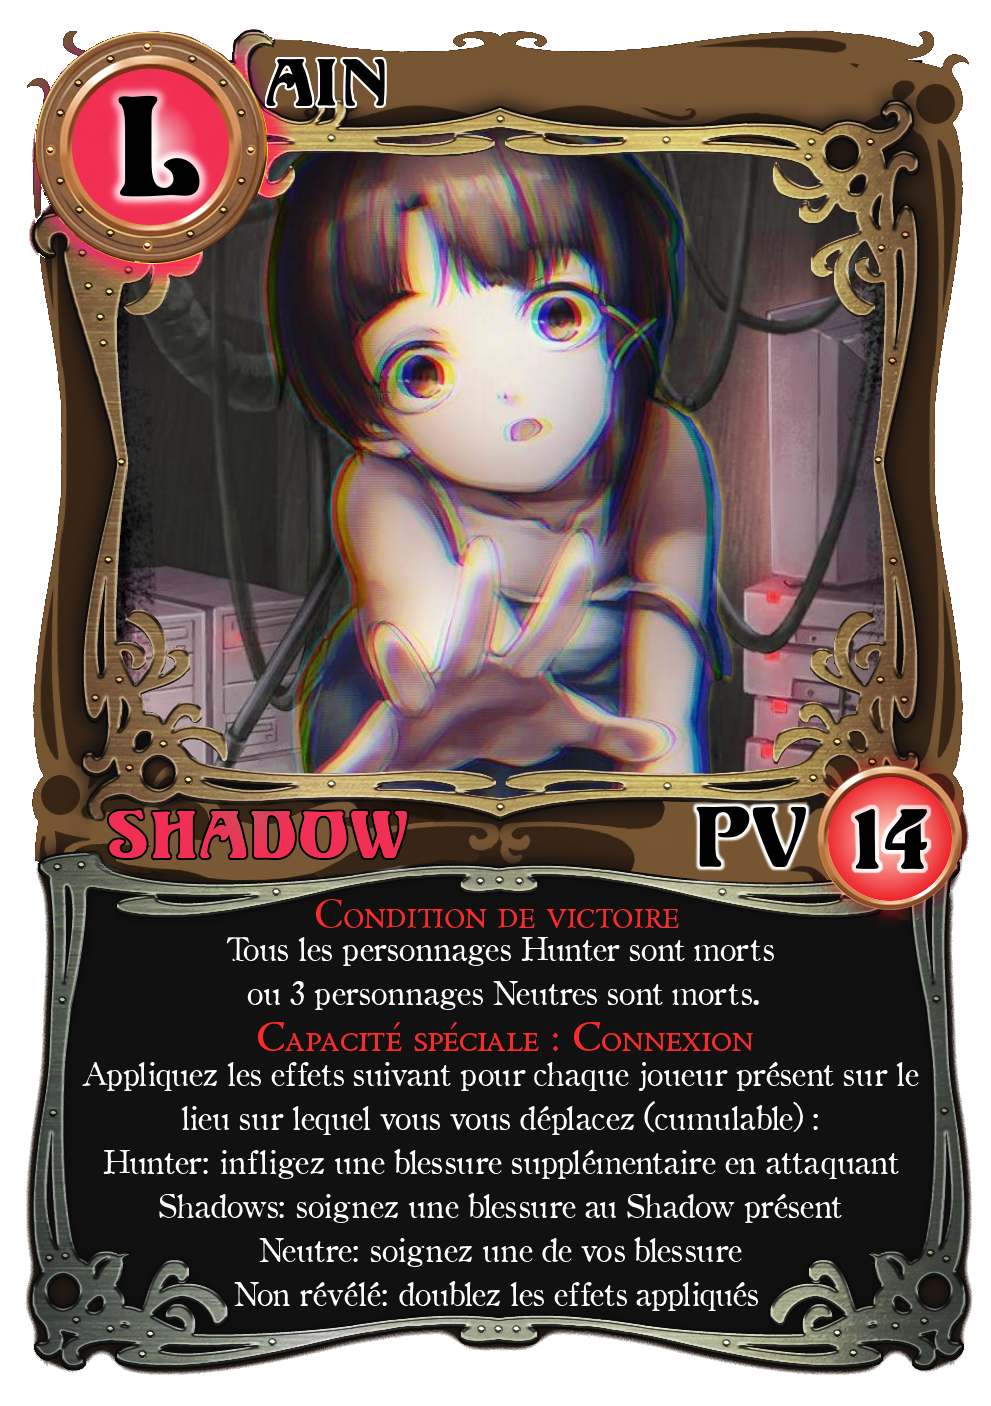 LAIN
SHADOW
PV 14
Condition de victoire
Tous les personnages Hunter sont morts
ou 3 personnages Neutres sont morts.
Capacité spéciale : Connexion
Appliquez les effets suivant pour chaque joueur présent sur le
lieu sur lequel vous vous déplacez (cumulable) :
Hunter: infligez une blessure supplémentaire en attaquant
Shadows: soignez une blessure au Shadow présent
Neutre: soignez une de vos blessure
Non révélé: doublez les effets appliqués